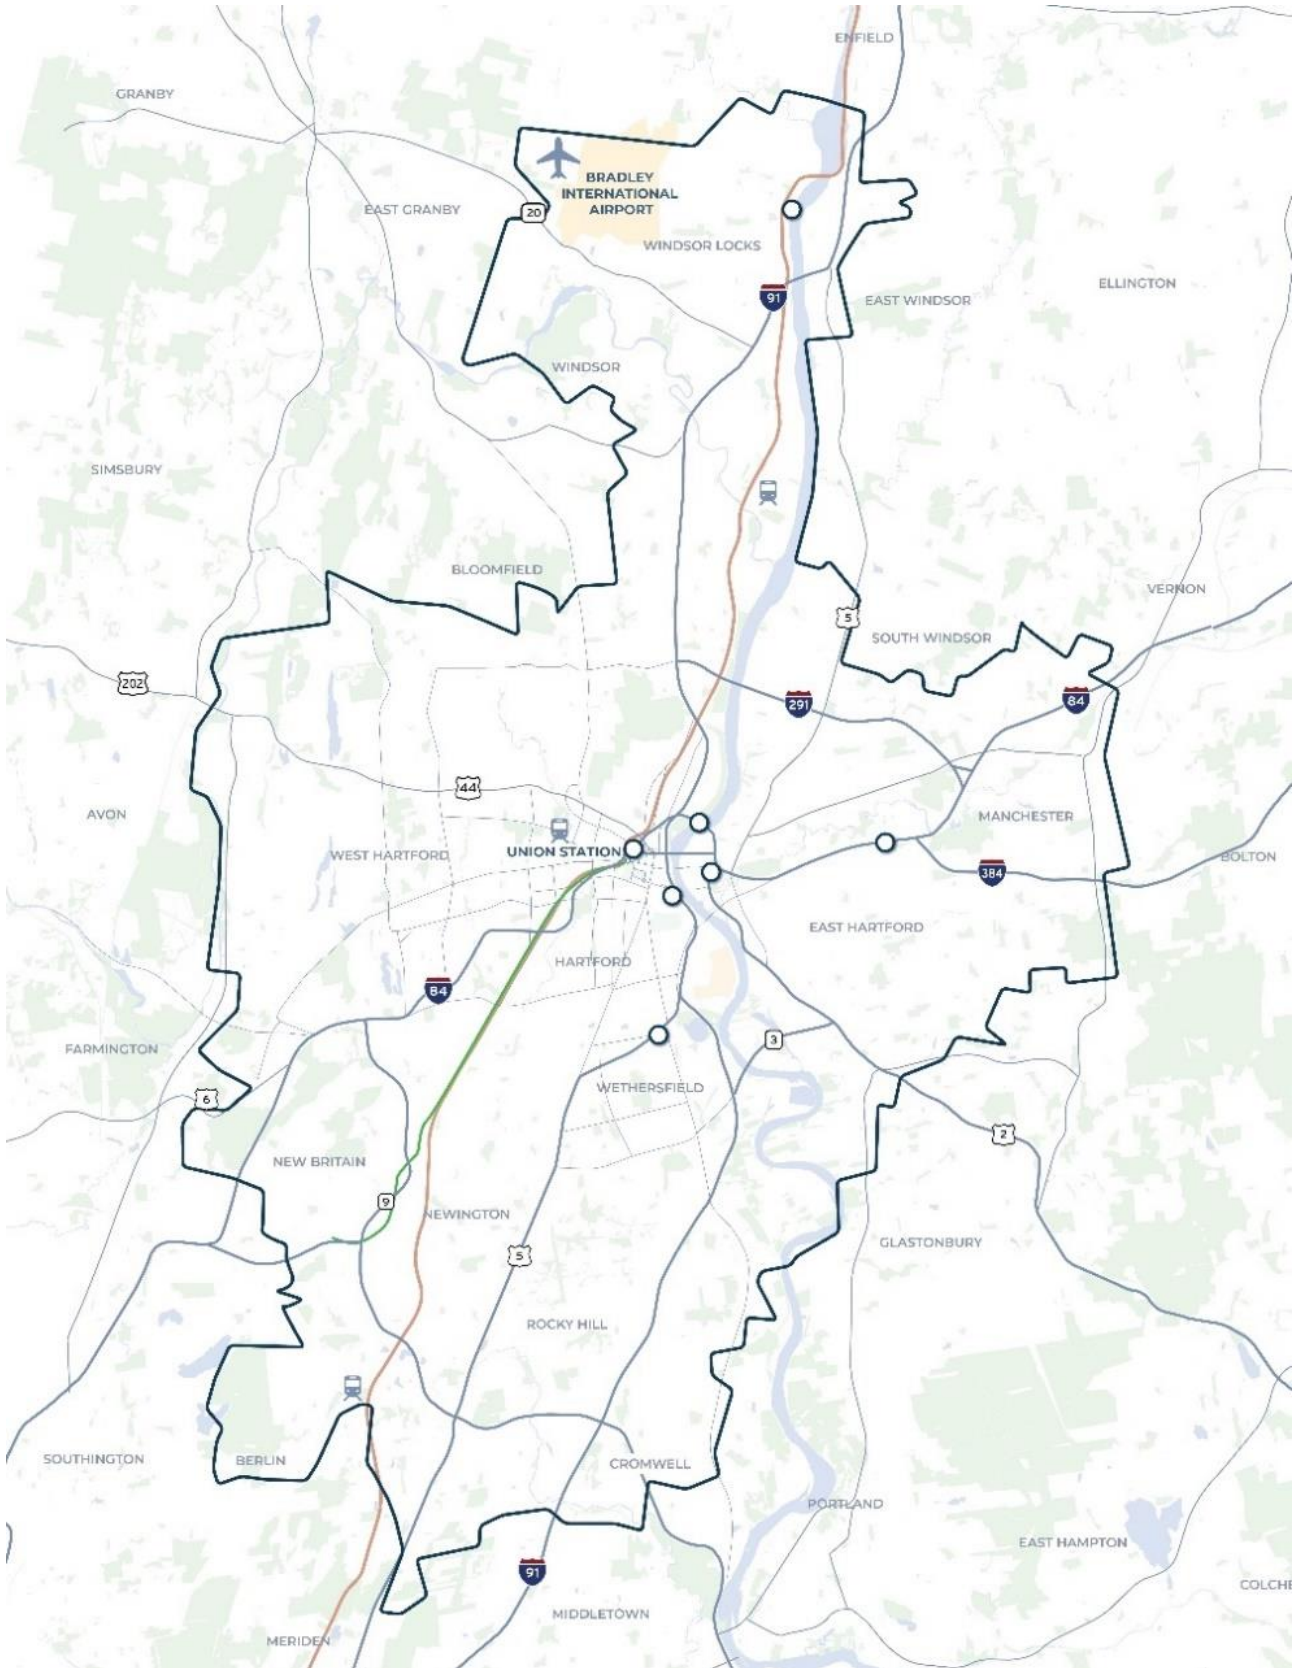 ENFIELD
GRANBY
BRADLEY
INTERNATIONAL
AIRPORT
EAST GRANBY
20
WINDSOR LOCKS
ELLINGTON
91
EAST WINDSOR
WINDSOR
SIMSBURY
BLOOMFIELD
VERNON
5
SOUTH WINDSOR
202
291
84
44
AVON
MANCHESTER
WEST HARTFORD
UNION STATION
BOLTON
384
EAST HARTFORD
HARTFORD
84
FARMINGTON
3
WETHERSFIELD
6
2
NEW BRITAIN
9
NEWINGTON
GLASTONBURY
5
ROCKY HILL
SOUTHINGTON
BERLIN
CROMWELL
PORTLAND
EAST HAMPTON
91
COLCHE
MIDDLETOWN
MERIDEN